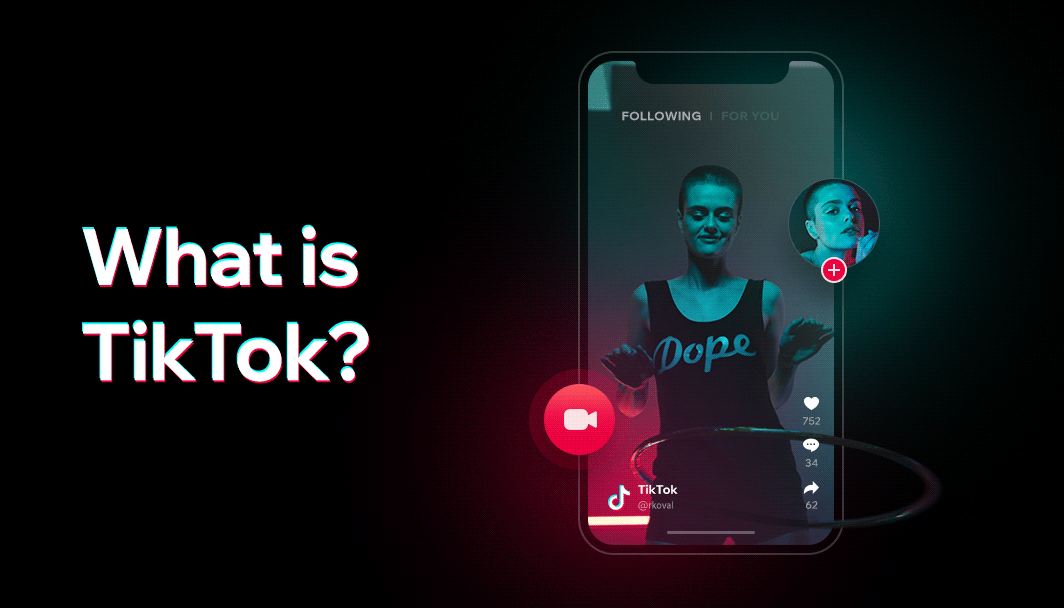 What is
TikTok?
FOLLOWING | FOR YOU
Dope
752
34
62
TikTok
@rkoval